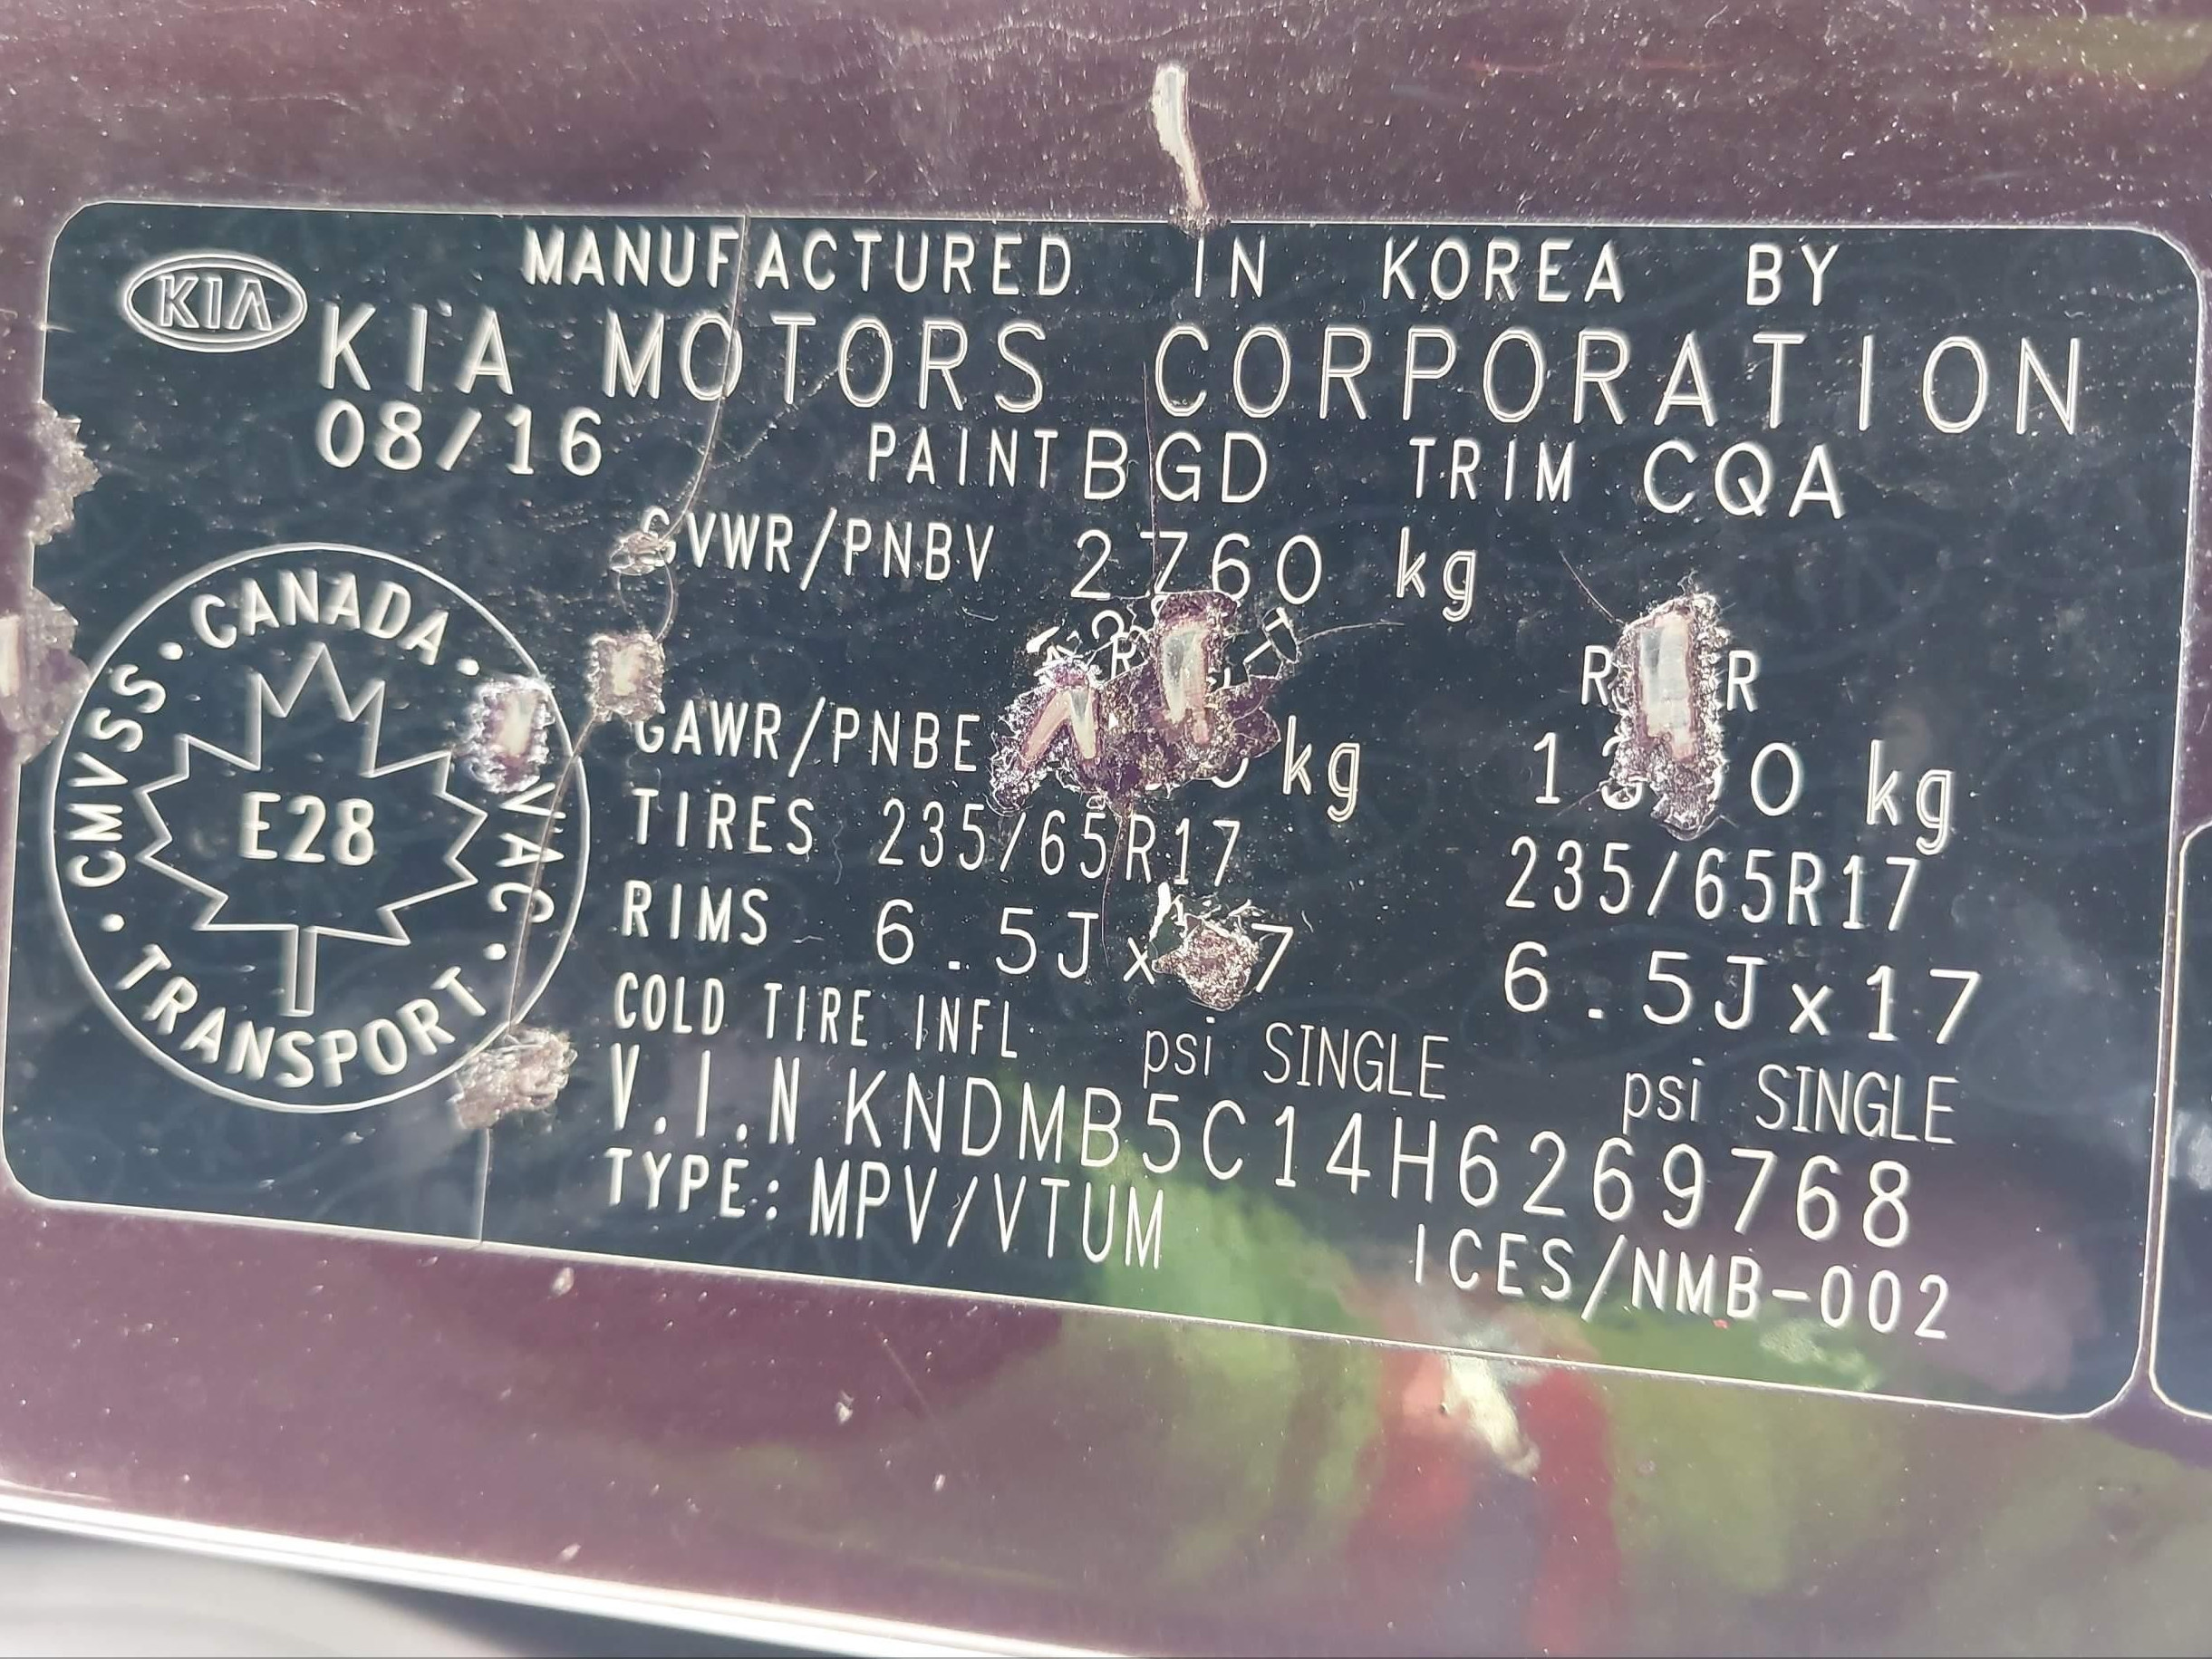 MANUFACTURED IN KOREA BY
KIA
KIA MOTORS CORPORATION
08/16 PAINT BGD TRIM CQA
GVWR/PNBV 2760 kg
CANADA · VAC · TRANSPORT · CMVSS ·
E28
GAWR/PNBE kg kg
TIRES 235/65R17 235/65R17
RIMS 6.5J x 6.5Jx17
COLD TIRE INFL psi SINGLE psi SINGLE
V.I.N KNDMB5C14H6269768
TYPE: MPV/VTUM ICES/NMB-002